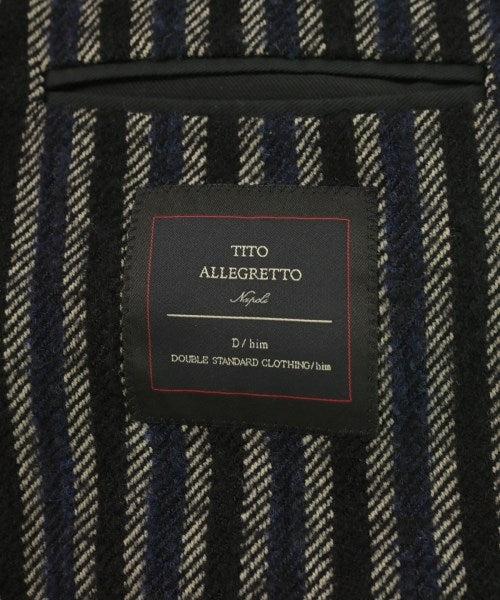 TITO
ALLEGRETTO
Napoli
D/him
DOUBLE STANDARD CLOTHING/him